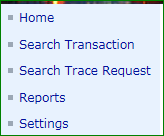 Home
Search Transaction
Search Trace Request
Reports
Settings